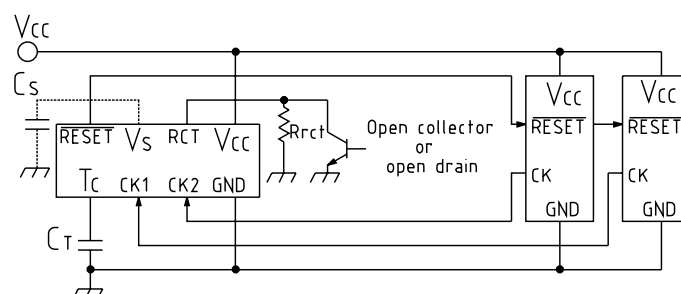 Vcc
Cs
RESET Vs RCT Vcc
Rrct
Open collector
or
open drain
Tc CK1 CK2 GND
CT
Vcc
RESET
CK
GND
Vcc
RESET
CK
GND